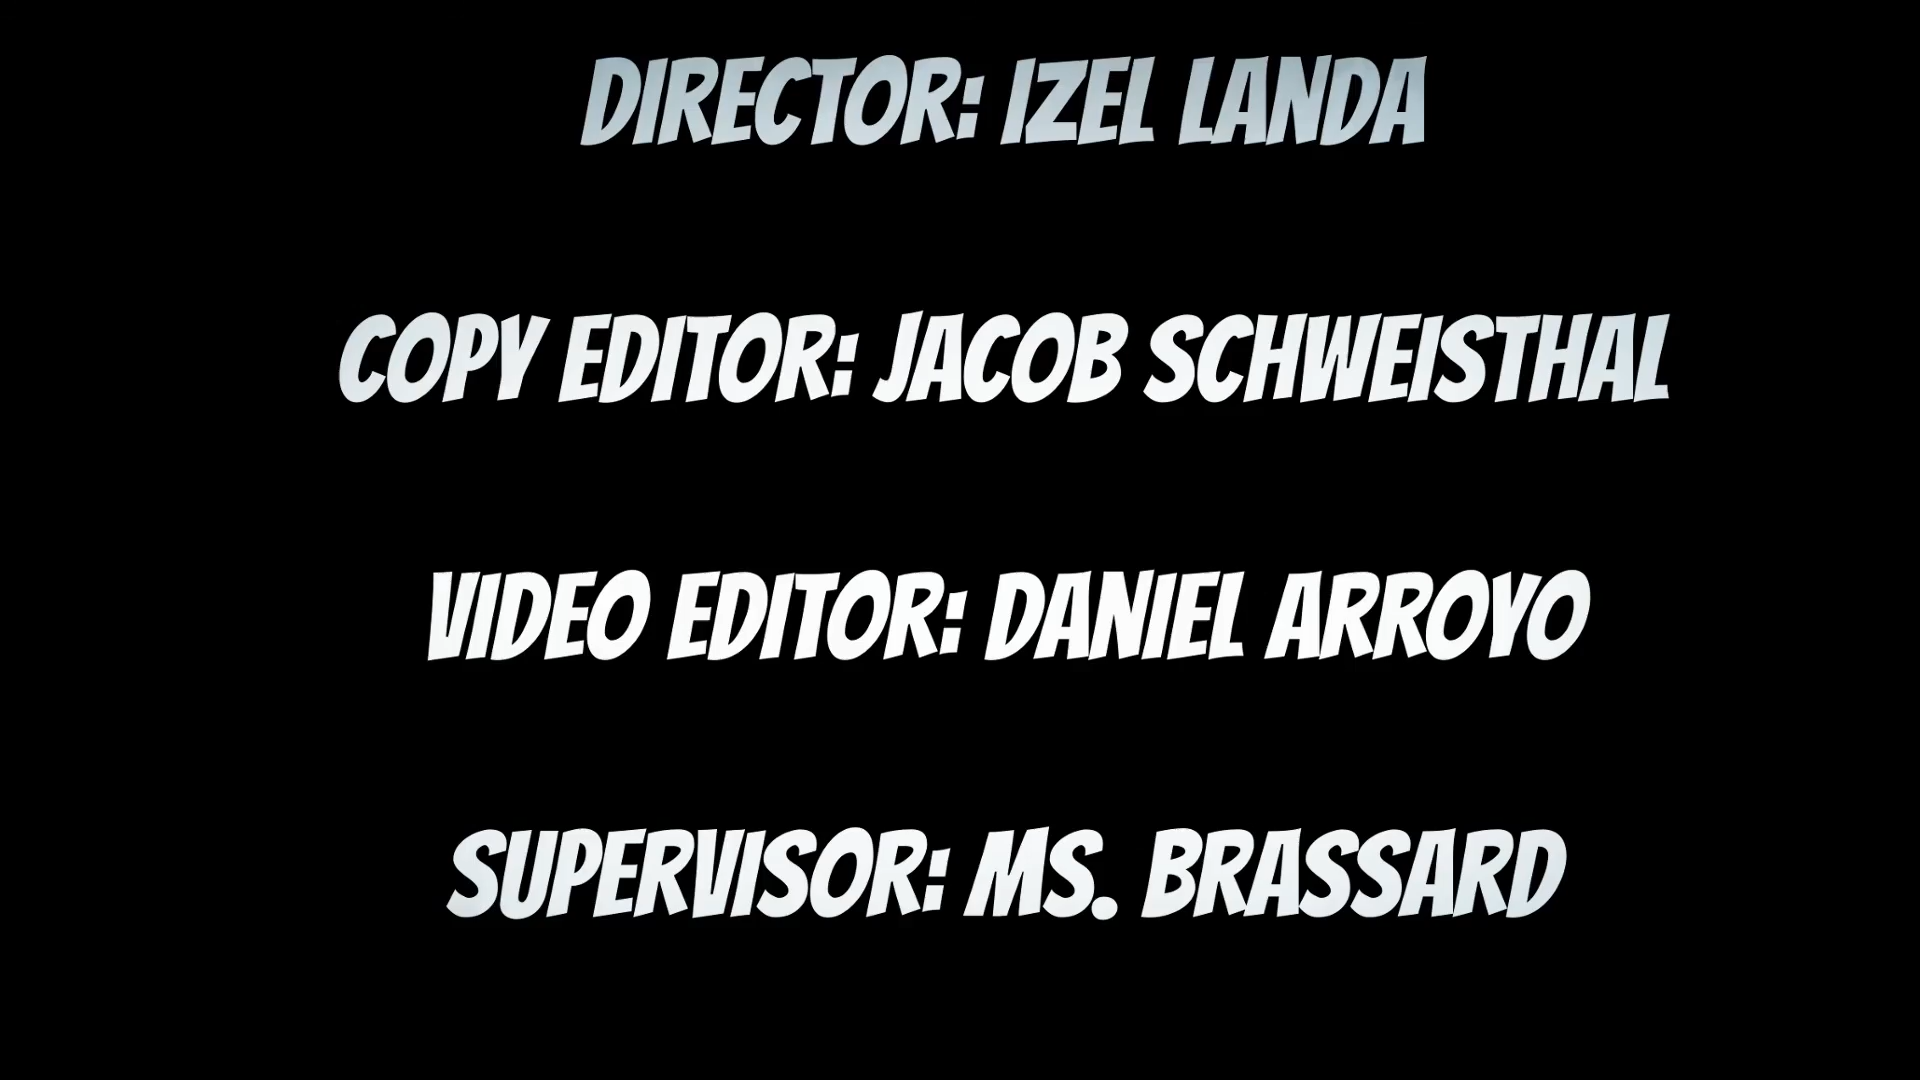 DIRECTOR: IZEL LANDA
COPY EDITOR: JACOB SCHWEISTHAL
VIDEO EDITOR: DANIEL ARROYO
SUPERVISOR: MS. BRASSARD